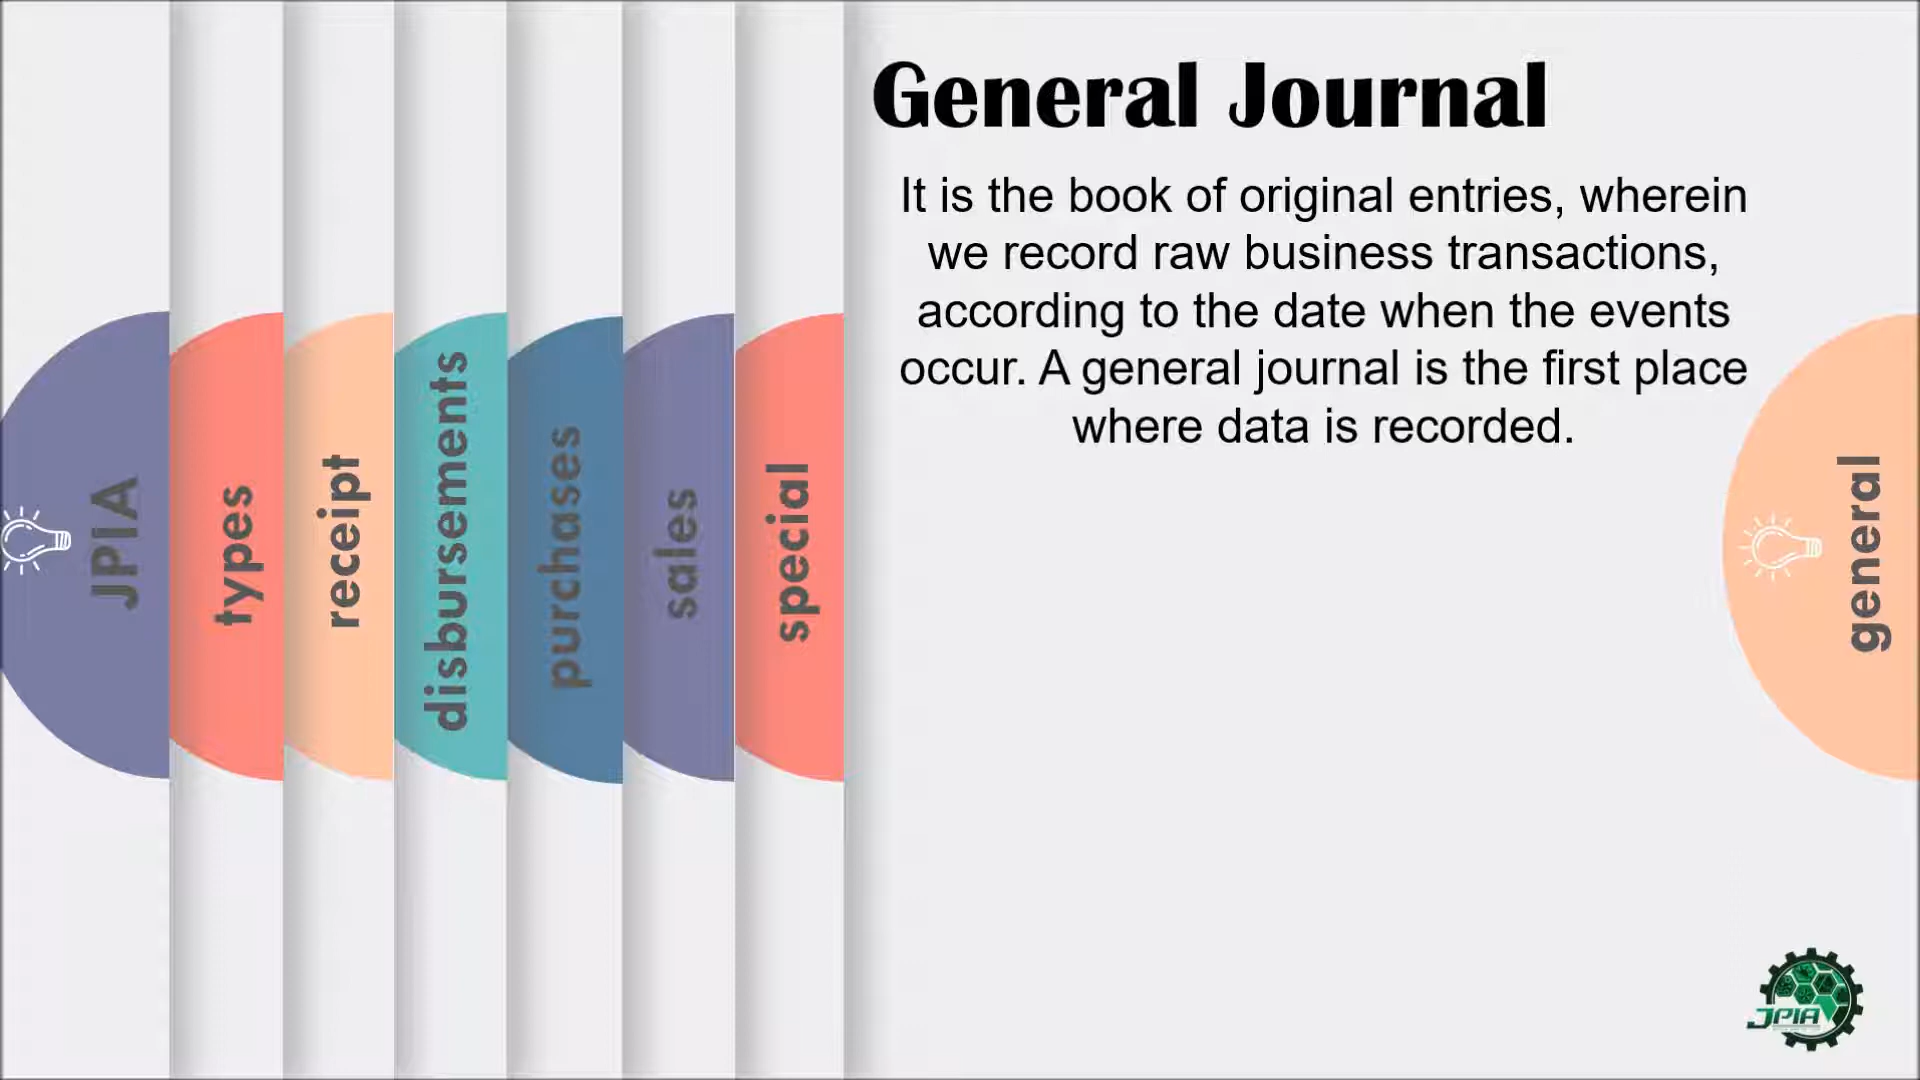 General Journal
It is the book of original entries, wherein
we record raw business transactions,
according to the date when the events
occur. A general journal is the first place
where data is recorded.
JPIA
types
receipt
disbursements
purchases
sales
special
general
JPIA